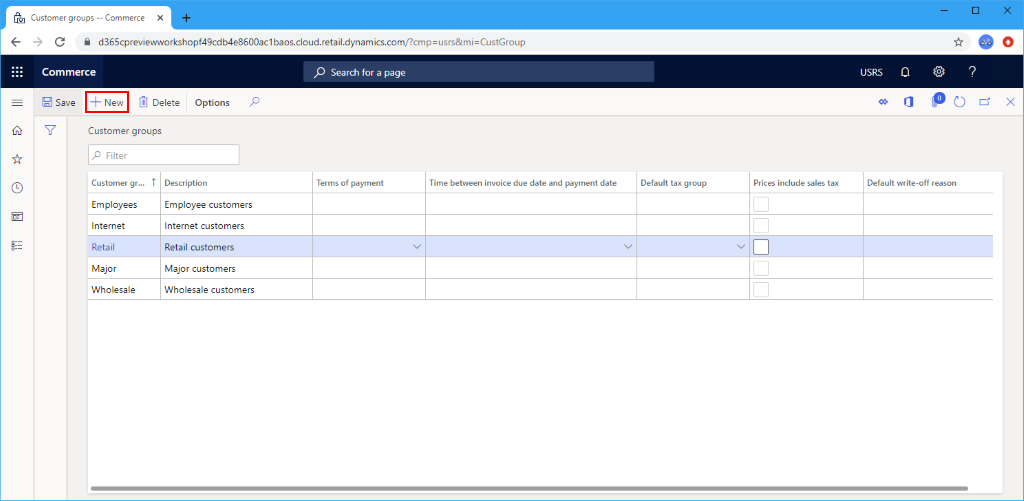 Customer groups -- Commerce
d365cpreviewworkshopf49cdb4e8600ac1baos.cloud.retail.dynamics.com/?cmp=usrs&mi=CustGroup
Commerce Search for a page USRS ?
Save New Delete Options 0
Customer groups
Filter
Customer gr... Description Terms of payment Time between invoice due date and payment date Default tax group Prices include sales tax Default write-off reason
Employees Employee customers
Internet Internet customers
Retail Retail customers
Major Major customers
Wholesale Wholesale customers